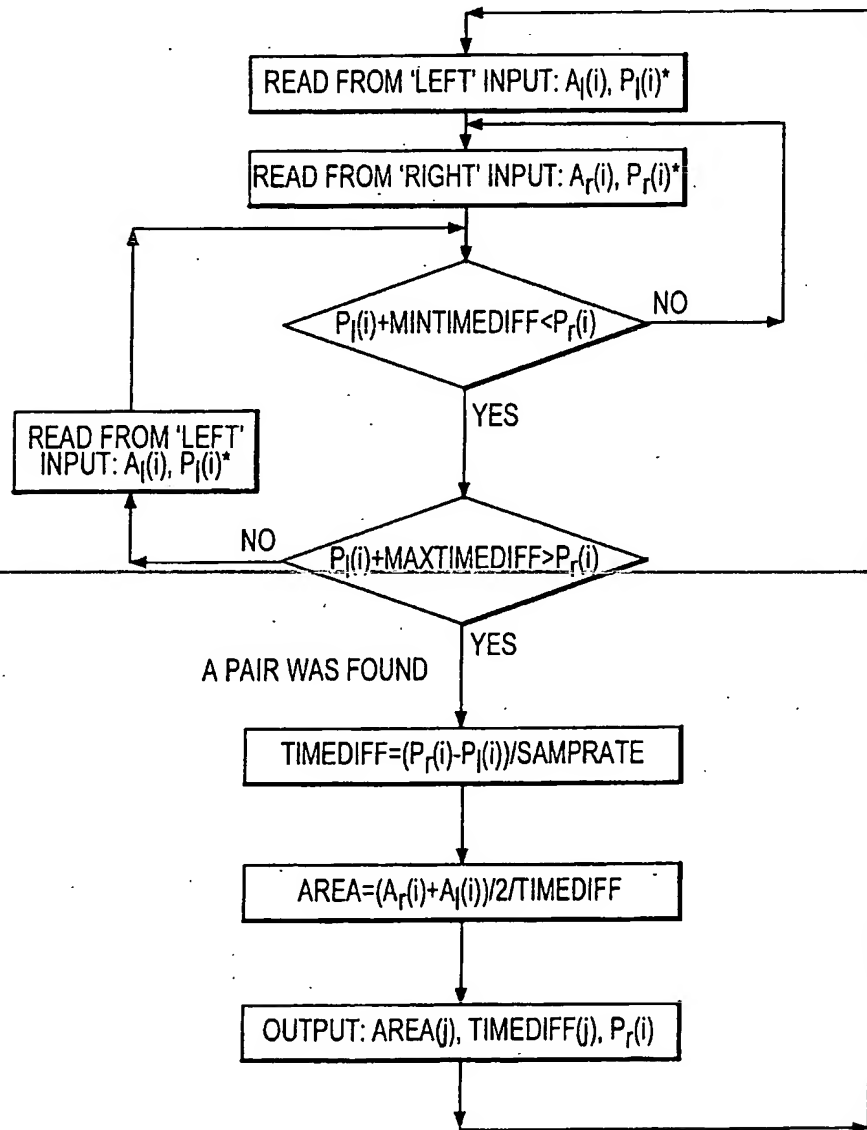 READ FROM 'LEFT' INPUT: Al(i), Pl(i)*
READ FROM 'RIGHT' INPUT: Ar(i), Pr(i)*
Pl(i)+MINTIMEDIFF<Pr(i)
NO
YES
READ FROM 'LEFT'
INPUT: Al(i), Pl(i)*
NO
Pl(i)+MAXTIMEDIFF>Pr(i)
YES
A PAIR WAS FOUND
TIMEDIFF=(Pr(i)-Pl(i))/SAMPRATE
AREA=(Ar(i)+Al(i))/2/TIMEDIFF
OUTPUT: AREA(j), TIMEDIFF(j), Pr(i)